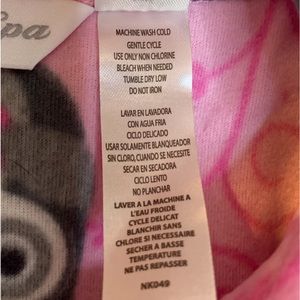 spa
MACHINE WASH COLD
GENTLE CYCLE
USE ONLY NON CHLORINE
BLEACH WHEN NEEDED
TUMBLE DRY LOW
DO NOT IRON
LAVAR EN LAVADORA
CON AGUA FRIA
CICLO DELICADO
USAR SOLAMENTE BLANQUEADOR
SIN CLORO, CUANDO SE NECESITE
SECAR EN SECADORA
CICLO LENTO
NO PLANCHAR
LAVER A LA MACHINE A
L'EAU FROIDE
CYCLE DELICAT
BLANCHIR SANS
CHLORE SI NECESSAIRE
SECHER A BASSE
TEMPERATURE
NE PAS REPASSER
NK049